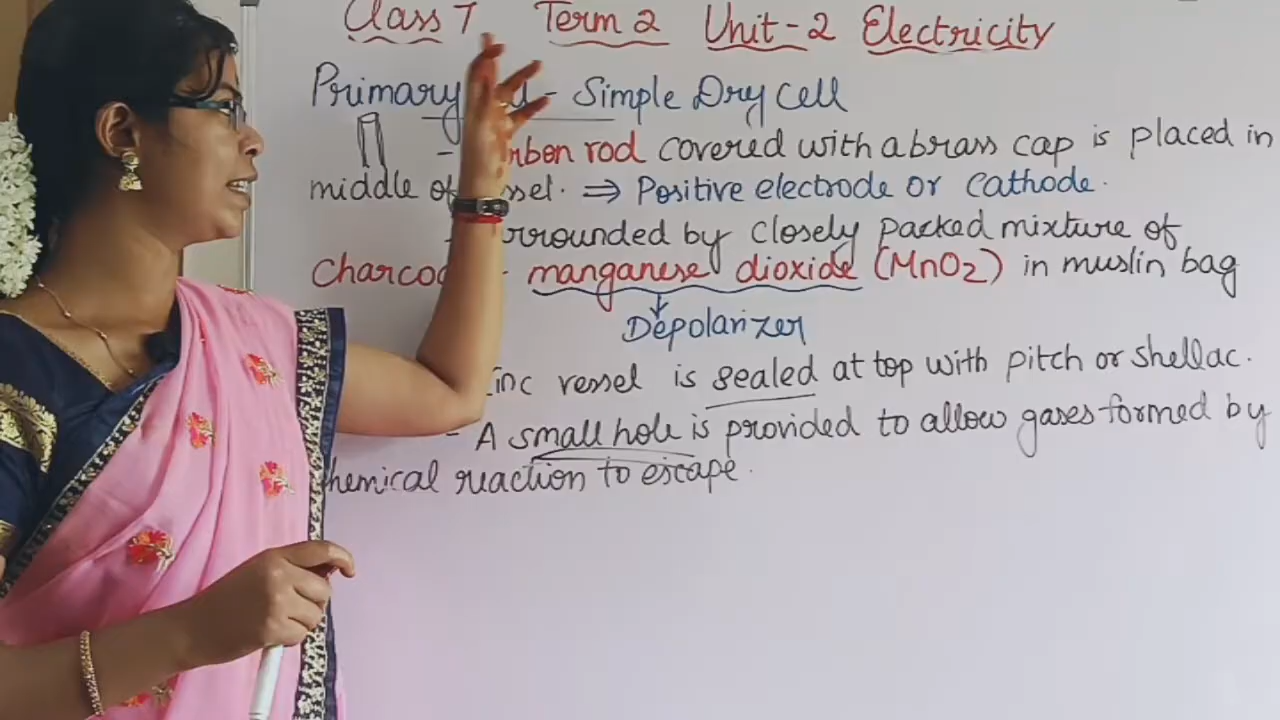 Class 7 Term 2 Unit-2 Electricity
Primary - Simple Dry cell
- rbon rod covered with a brass cap is placed in
middle of ssel. ⇒ Positive electrode or cathode.
- rrounded by closely packed mixture of
charcoa - manganese dioxide (MnO2) in muslin bag
Depolarizer
inc vessel is sealed at top with pitch or shellac.
- A small hole is provided to allow gases formed by
hemical reaction to escape.